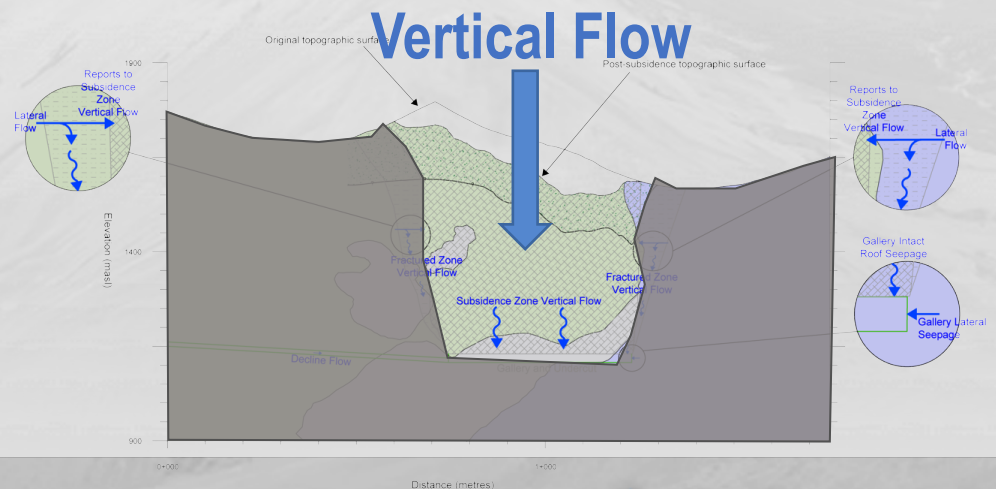 Vertical Flow
Original topographic surface
Post-subsidence topographic surface
1900
Reports to
Subsidence
Zone
Vertical Flow
Lateral
Flow
Reports to
Subsidence
Zone
Vertical Flow
Lateral
Flow
Elevation (masl)
1400
Gallery Intact
Roof Seepage
Fractured Zone
Vertical Flow
Fractured Zone
Vertical Flow
Subsidence Zone Vertical Flow
Gallery Lateral
Seepage
Decline Flow
900
0+000
1+000
Distance (metres)